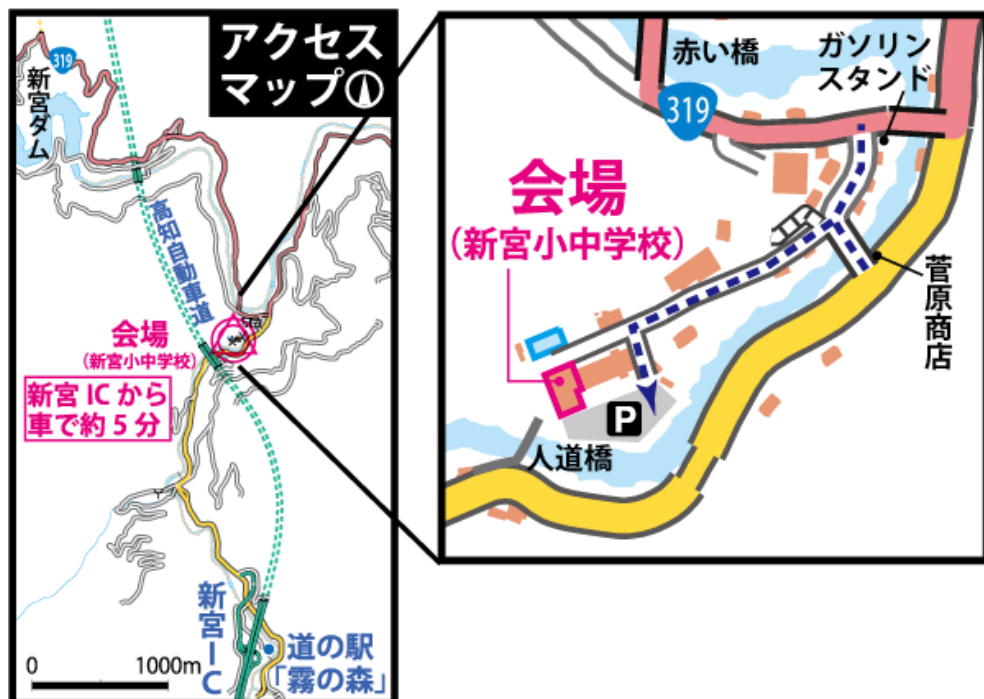 アクセス
マップ
319
新宮ダム
高知自動車道
会場
(新宮小中学校)
新宮ICから
車で約5分
新宮IC
道の駅
「霧の森」
0 1000m
赤い橋
ガソリン
スタンド
319
会場
(新宮小中学校)
菅原商店
P
人道橋